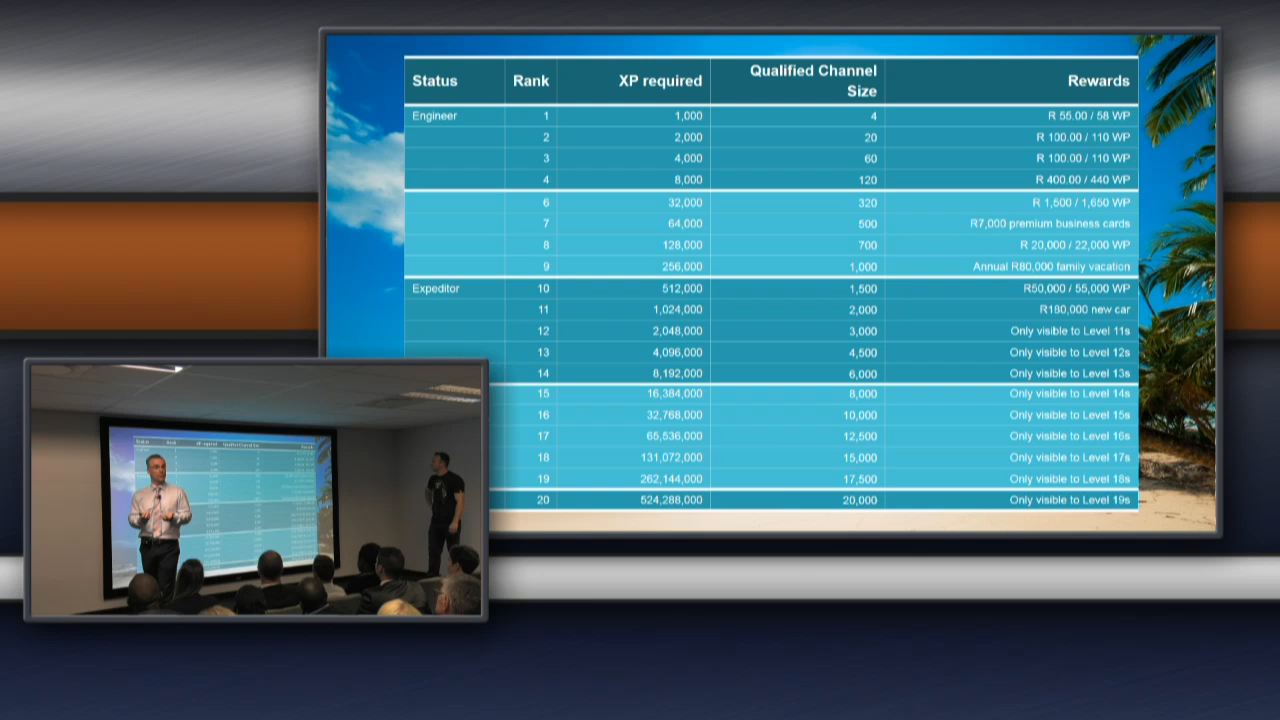 Status Rank XP required Qualified Channel Size Rewards
Engineer 1 1,000 4 R 55.00 / 58 WP
2 2,000 20 R 100.00 / 110 WP
3 4,000 60 R 100.00 / 110 WP
4 8,000 120 R 400.00 / 440 WP
6 32,000 320 R 1,500 / 1,650 WP
7 64,000 500 R7,000 premium business cards
8 128,000 700 R 20,000 / 22,000 WP
9 256,000 1,000 Annual R80,000 family vacation
Expeditor 10 512,000 1,500 R50,000 / 55,000 WP
11 1,024,000 2,000 R180,000 new car
12 2,048,000 3,000 Only visible to Level 11s
13 4,096,000 4,500 Only visible to Level 12s
14 8,192,000 6,000 Only visible to Level 13s
15 16,384,000 8,000 Only visible to Level 14s
16 32,768,000 10,000 Only visible to Level 15s
17 65,536,000 12,500 Only visible to Level 16s
18 131,072,000 15,000 Only visible to Level 17s
19 262,144,000 17,500 Only visible to Level 18s
20 524,288,000 20,000 Only visible to Level 19s